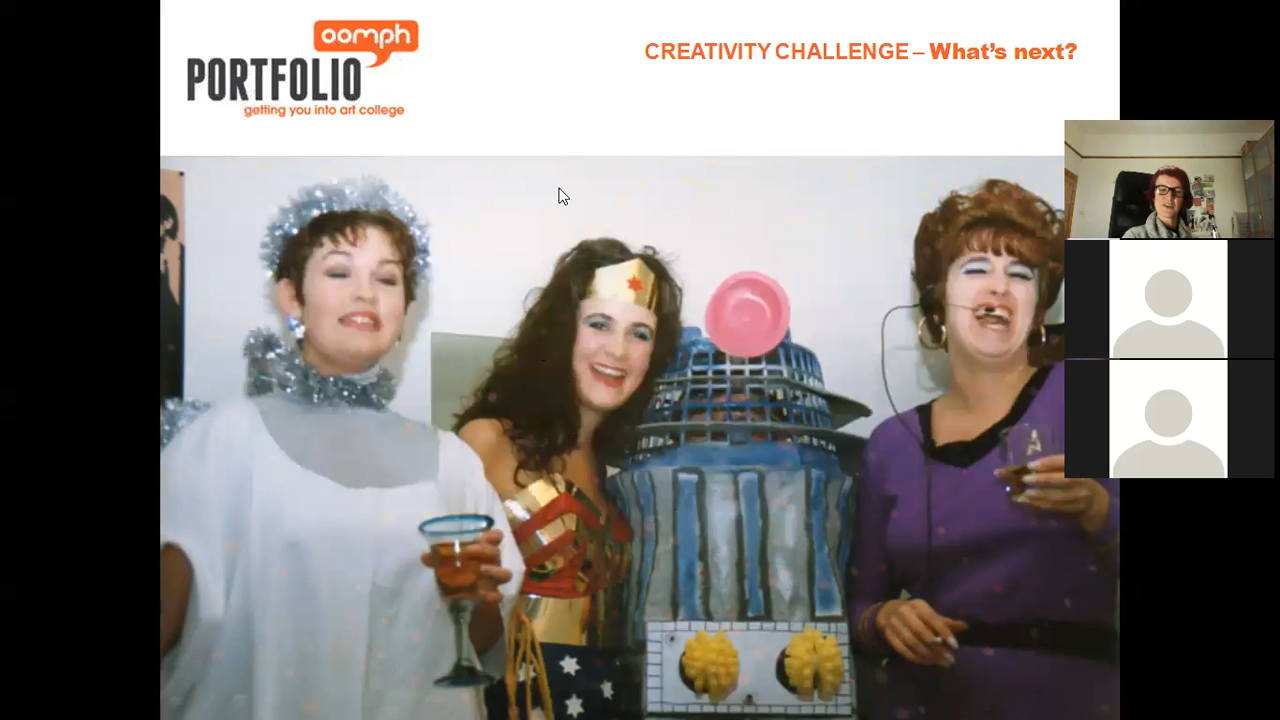 oomph
PORTFOLIO
getting you into art college
CREATIVITY CHALLENGE – What's next?
A